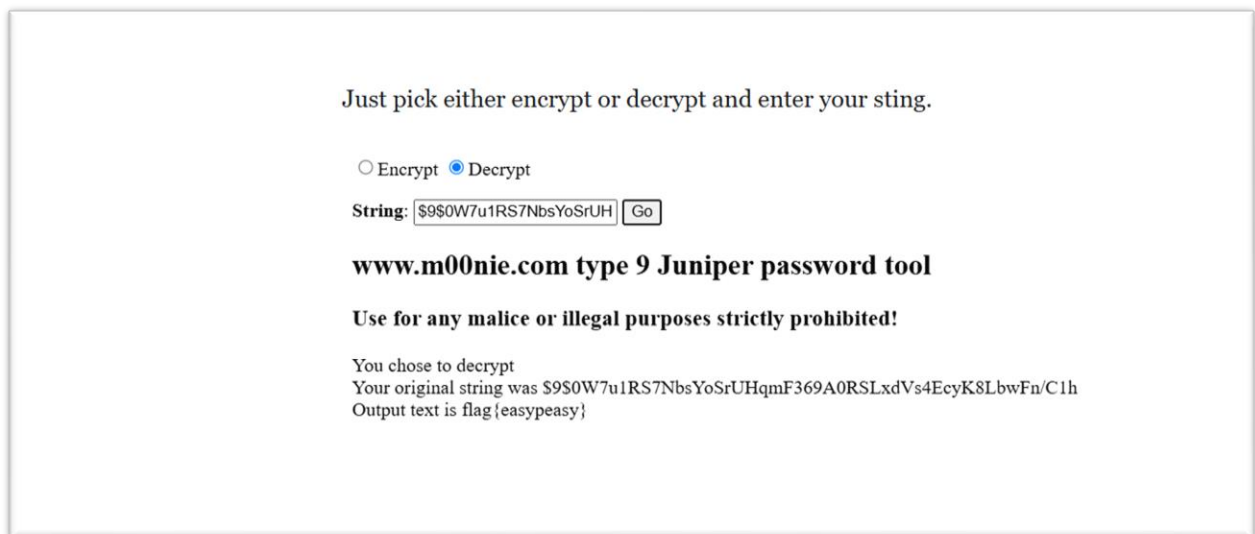 Just pick either encrypt or decrypt and enter your sting.
Encrypt Decrypt
String: $9$0W7u1RS7NbsYoSrUH Go
www.m00nie.com type 9 Juniper password tool
Use for any malice or illegal purposes strictly prohibited!
You chose to decrypt
Your original string was $9$0W7u1RS7NbsYoSrUHqmF369A0RSLxdVs4EcyK8LbwFn/C1h
Output text is flag{easypeasy}